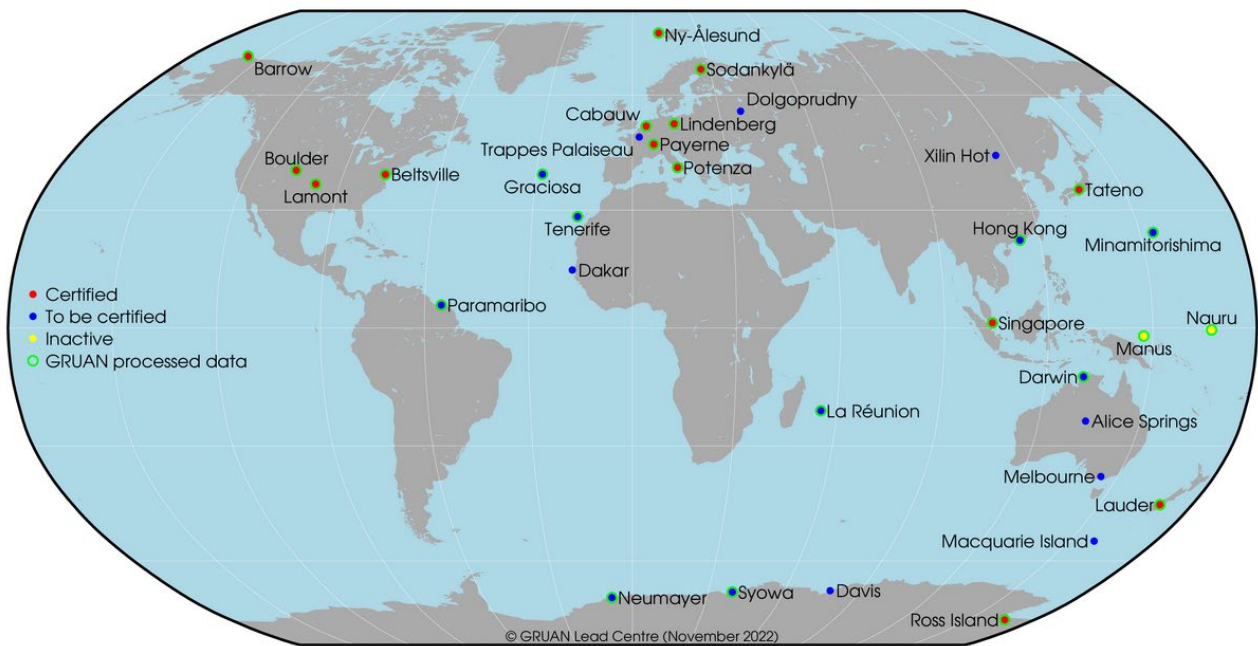 Ny-Ålesund
Barrow
Sodankylä
Dolgoprudny
Cabauw
Lindenberg
Trappes Palaiseau
Payerne
Xilin Hot
Boulder
Potenza
Beltsville
Graciosa
Lamont
Tateno
Tenerife
Hong Kong
Minamitorishima
Dakar
Certified
To be certified
Inactive
GRUAN processed data
Paramaribo
Singapore
Nauru
Manus
Darwin
La Réunion
Alice Springs
Melbourne
Lauder
Macquarie Island
Neumayer
Syowa
Davis
Ross Island
© GRUAN Lead Centre (November 2022)